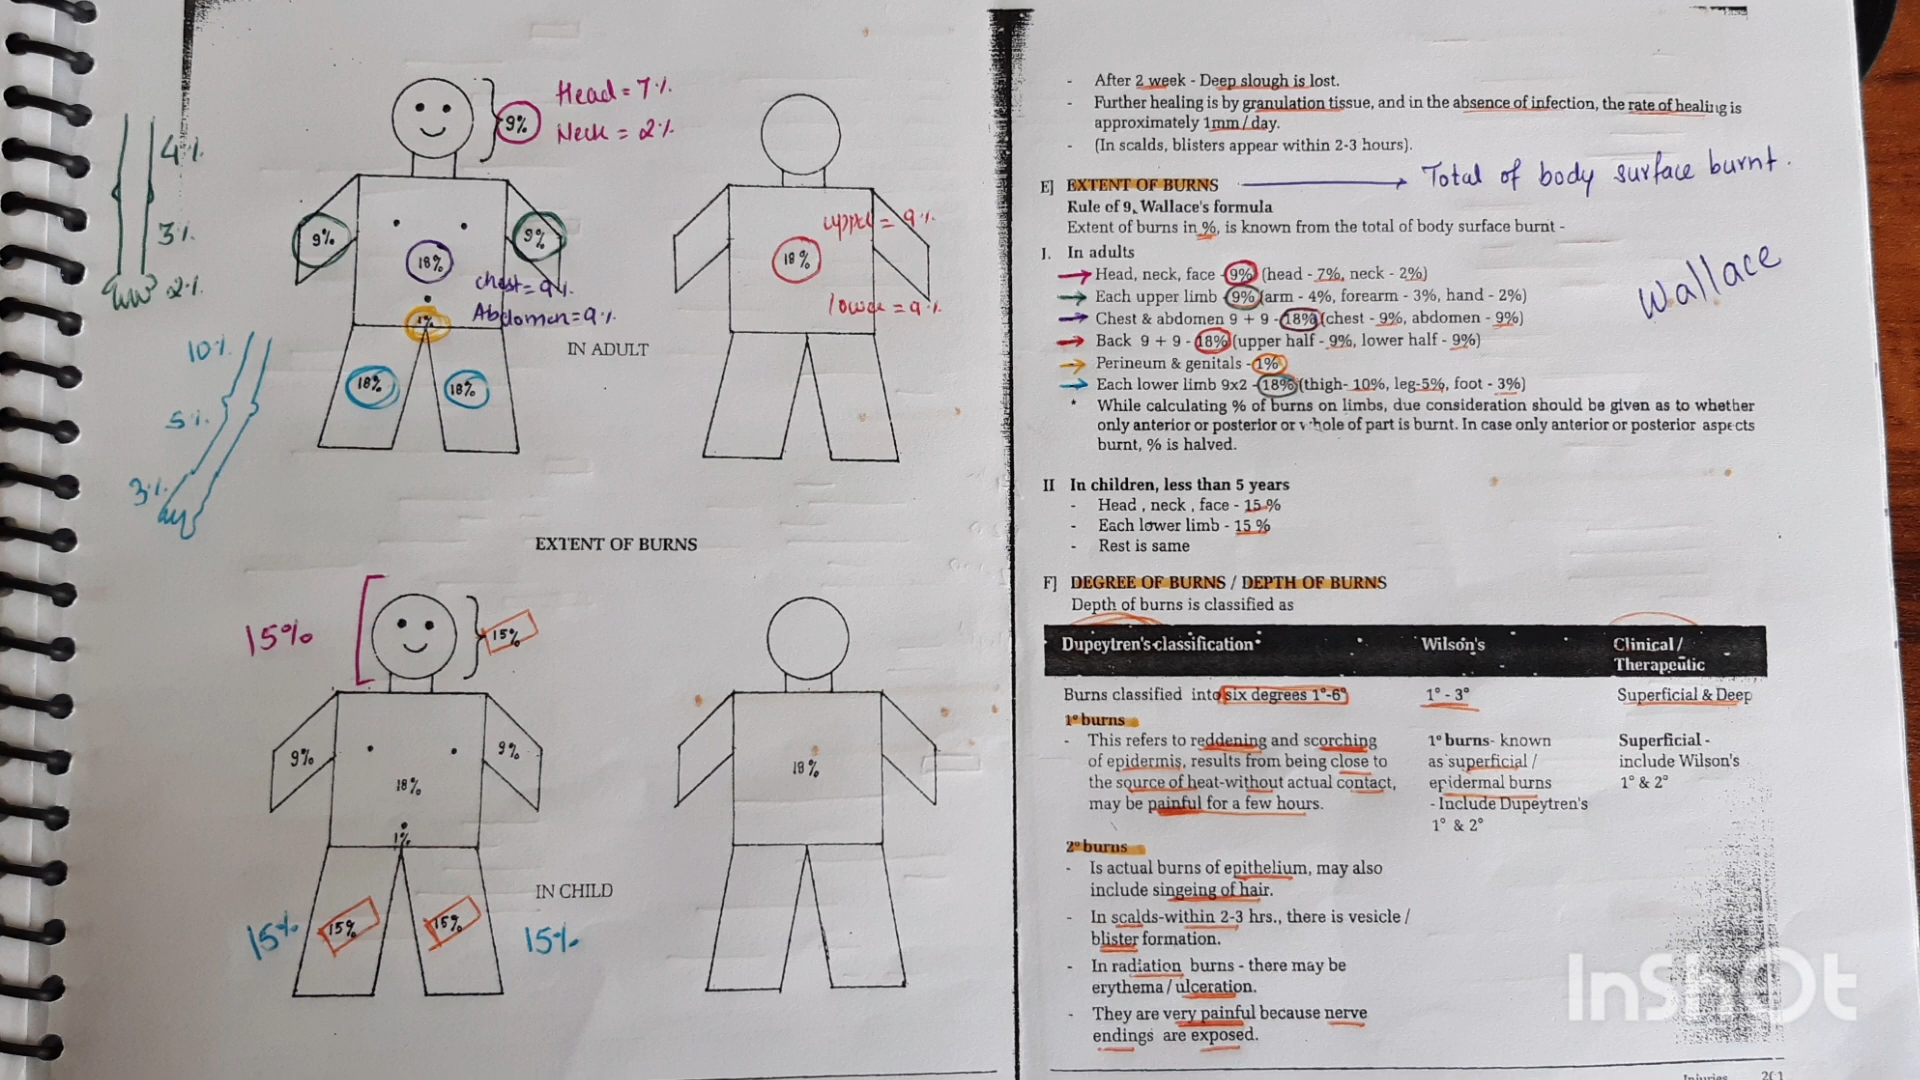 4%
3%
2%
10%
5%
3%
9%
Head = 7%
Neck = 2%
9%
9%
18%
chest = 9%
Abdomen = 9%
1%
18%
18%
IN ADULT
upper = 9%
18%
lower = 9%
EXTENT OF BURNS
15%
15%
9%
9%
18%
1%
15%
15%
15%
15%
IN CHILD
18%
- After 2 week - Deep slough is lost.
- Further healing is by granulation tissue, and in the absence of infection, the rate of healing is
approximately 1mm / day.
- (In scalds, blisters appear within 2-3 hours).
E] EXTENT OF BURNS → Total of body surface burnt.
Rule of 9, Wallace's formula
Extent of burns in %, is known from the total of body surface burnt -
Wallace
I. In adults
→ Head, neck, face - 9% (head - 7%, neck - 2%)
→ Each upper limb - 9% (arm - 4%, forearm - 3%, hand - 2%)
→ Chest & abdomen 9 + 9 - 18% (chest - 9%, abdomen - 9%)
→ Back 9 + 9 - 18% (upper half - 9%, lower half - 9%)
→ Perineum & genitals - 1%
→ Each lower limb 9x2 - 18% (thigh- 10%, leg-5%, foot - 3%)
* While calculating % of burns on limbs, due consideration should be given as to whether
only anterior or posterior or whole of part is burnt. In case only anterior or posterior aspects
burnt, % is halved.
II In children, less than 5 years
- Head , neck , face - 15 %
- Each lower limb - 15 %
- Rest is same
F] DEGREE OF BURNS / DEPTH OF BURNS
Depth of burns is classified as
Dupeytren's classification Wilson's Clinical /
Therapeutic
Burns classified into six degrees 1°-6° 1° - 3° Superficial & Deep
1° burns
- This refers to reddening and scorching
of epidermis, results from being close to
the source of heat-without actual contact,
may be painful for a few hours.
1° burns- known
as superficial /
epidermal burns
- Include Dupeytren's
1° & 2°
Superficial -
include Wilson's
1° & 2°
2° burns
- Is actual burns of epithelium, may also
include singeing of hair.
- In scalds-within 2-3 hrs., there is vesicle /
blister formation.
- In radiation burns - there may be
erythema / ulceration.
- They are very painful because nerve
endings are exposed.
InShOt
Injuries